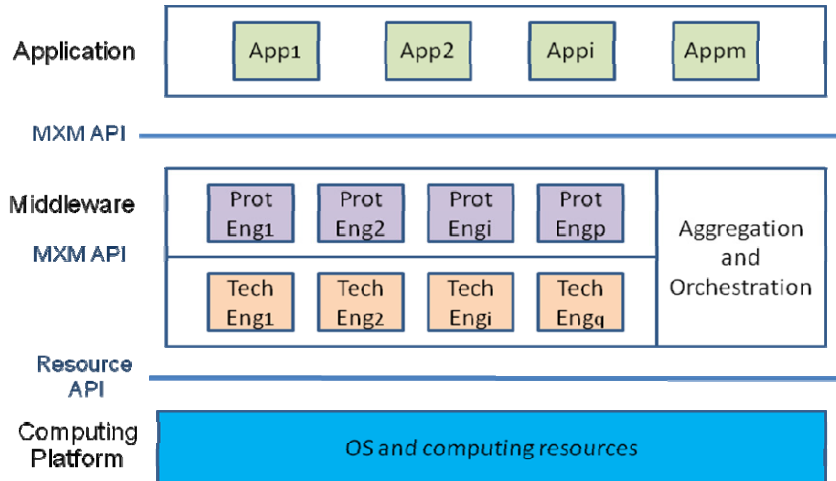 Application
App1 App2 Appi Appm
MXM API
Middleware
Prot Prot Prot Prot
Eng1 Eng2 Engi Engp
MXM API
Tech Tech Tech Tech
Eng1 Eng2 Engi Engq
Aggregation
and
Orchestration
Resource
API
Computing
Platform
OS and computing resources